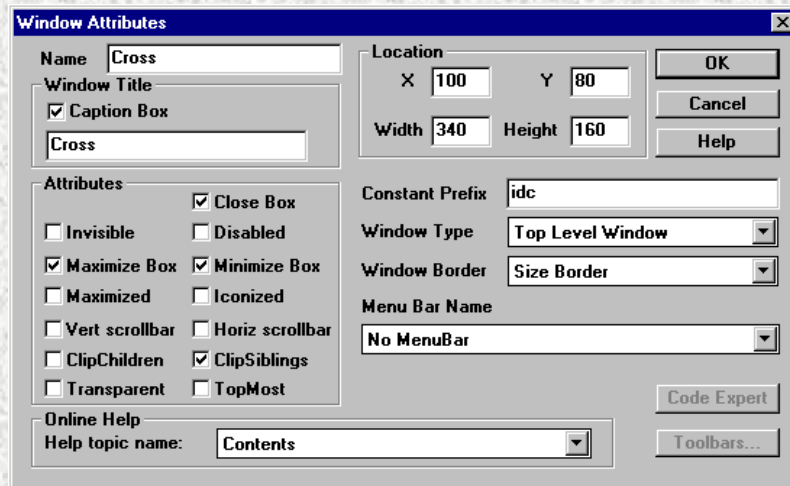 Window Attributes
Name Cross
Window Title
Caption Box
Cross
Location
X 100 Y 80
Width 340 Height 160
OK
Cancel
Help
Attributes
Close Box
Invisible Disabled
Maximize Box Minimize Box
Maximized Iconized
Vert scrollbar Horiz scrollbar
ClipChildren ClipSiblings
Transparent TopMost
Constant Prefix idc
Window Type Top Level Window
Window Border Size Border
Menu Bar Name
No MenuBar
Code Expert
Toolbars...
Online Help
Help topic name: Contents